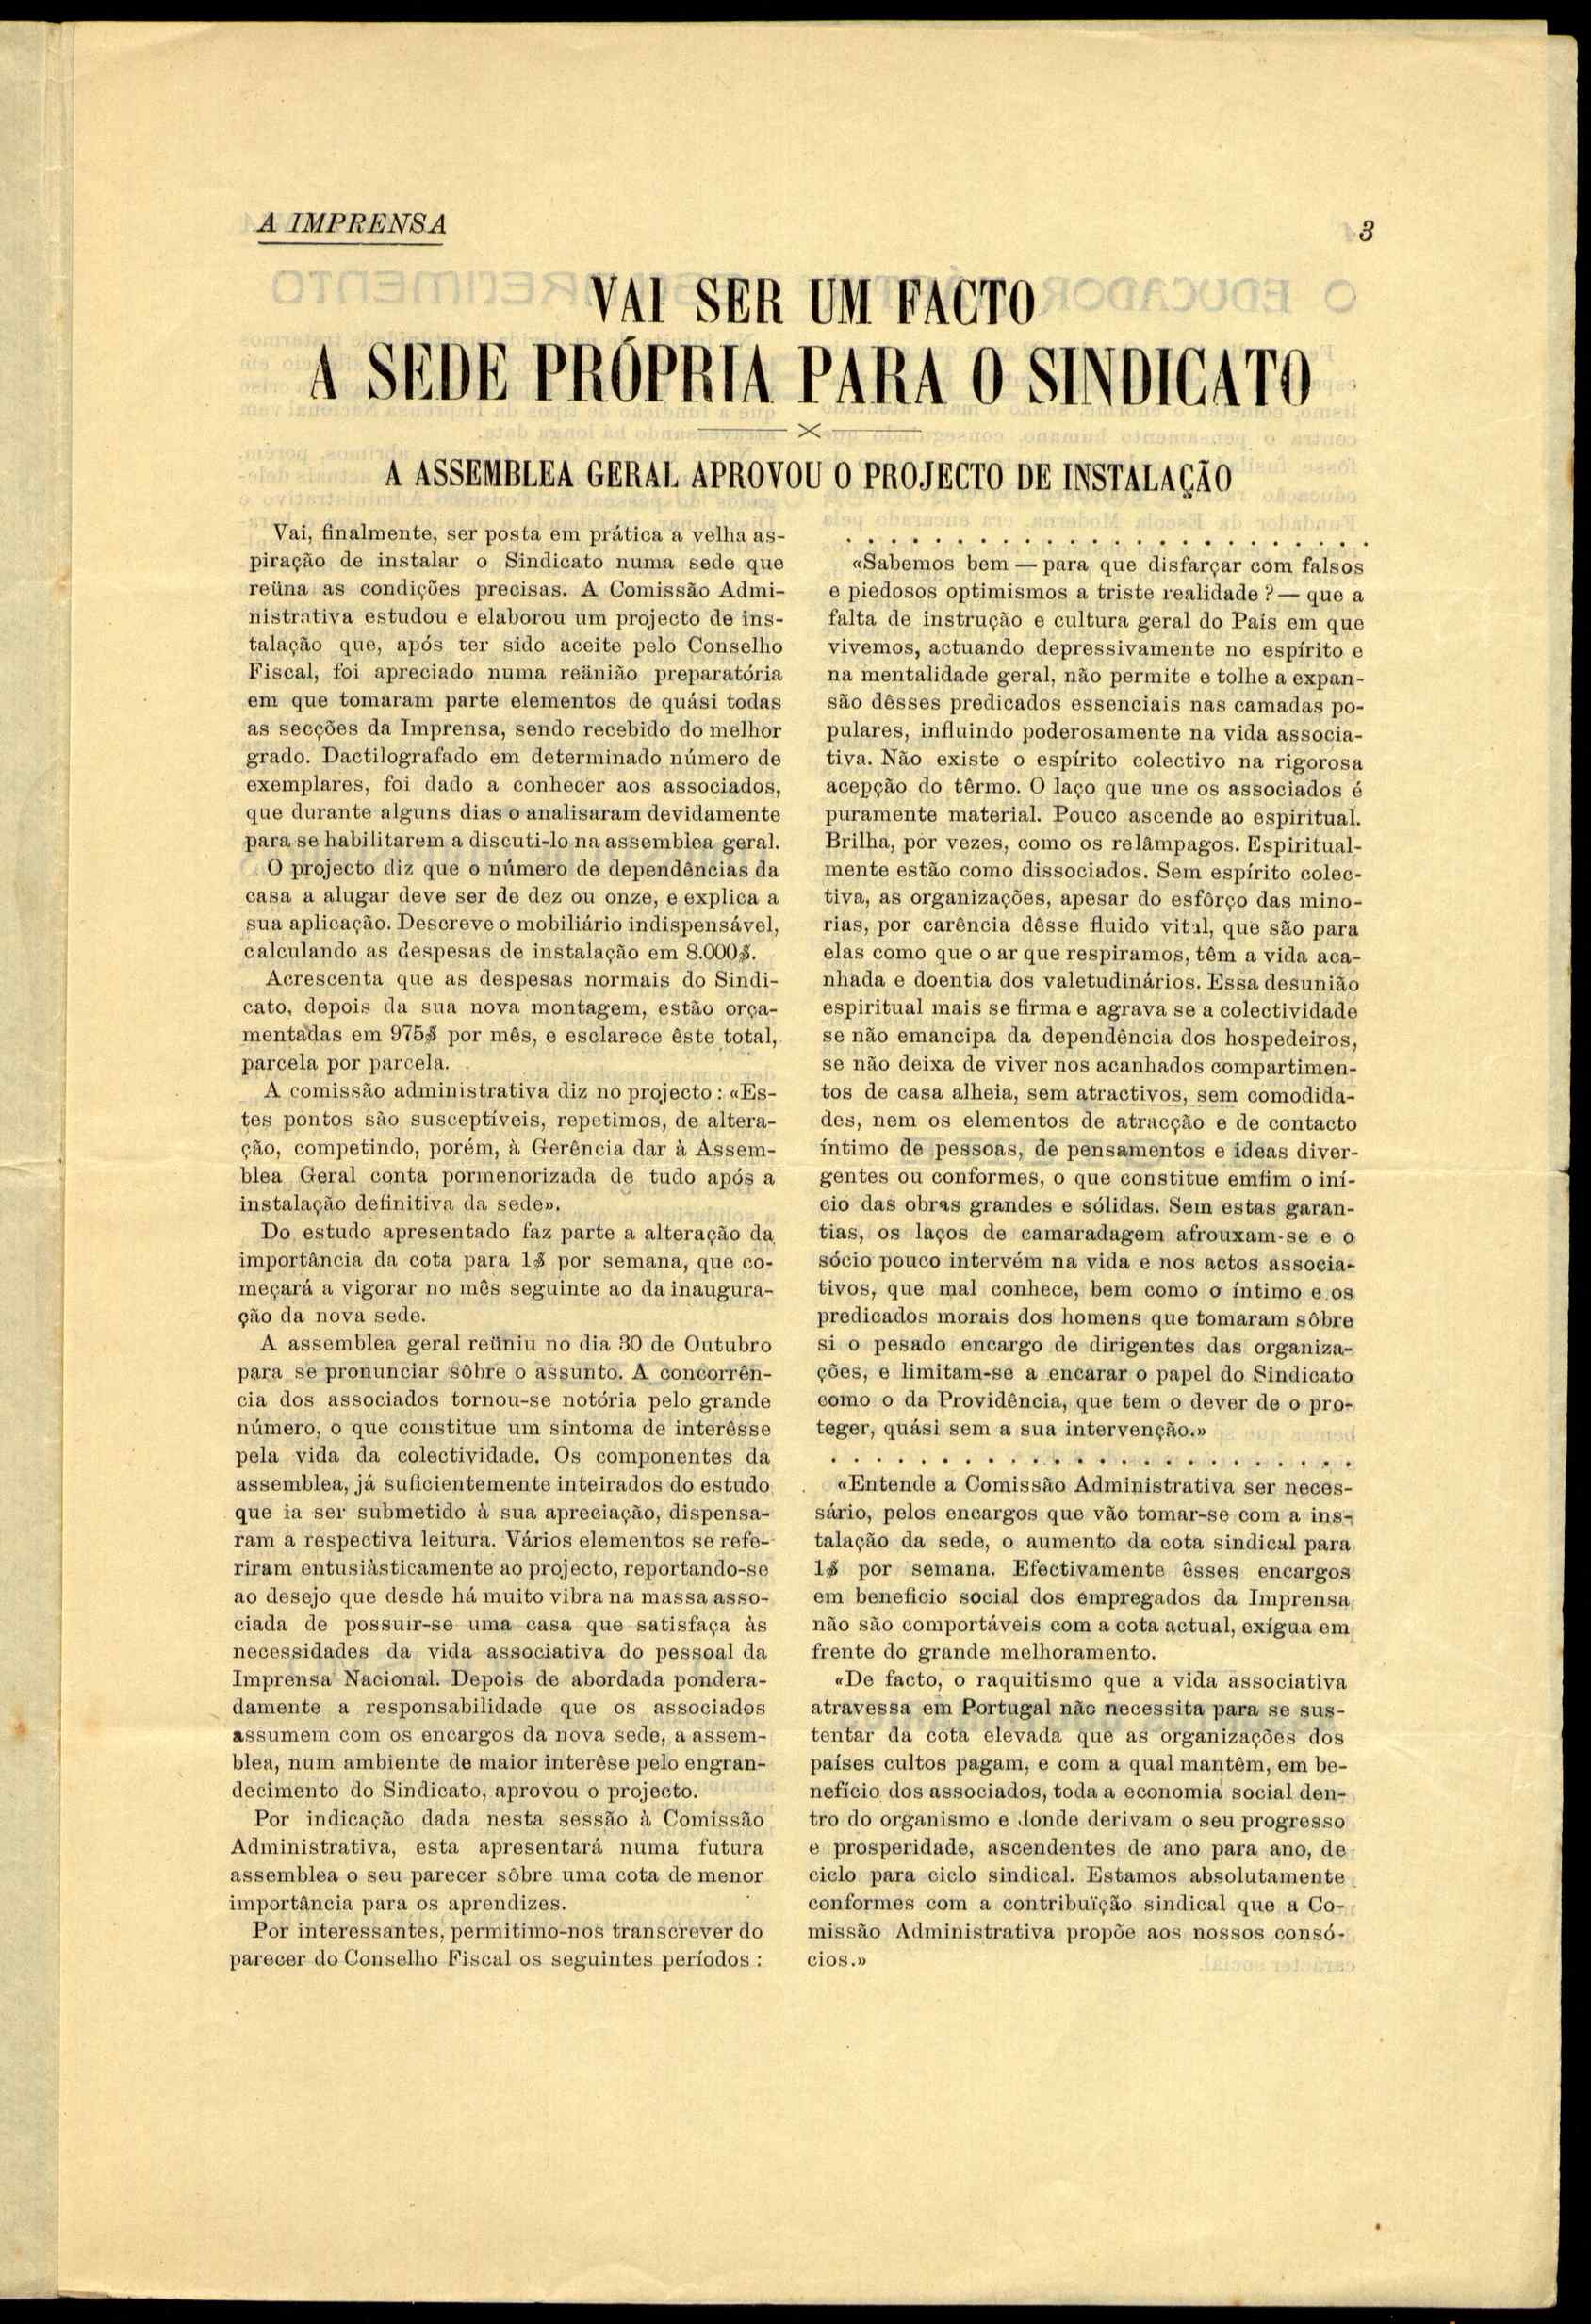 A IMPRENSA
3
VAI SER UM FACTO
A SEDE PRÓPRIA PARA O SINDICATO
A ASSEMBLEA GERAL APROVOU O PROJECTO DE INSTALAÇÃO
Vai, finalmente, ser posta em prática a velha as-
piração de instalar o Sindicato numa sede que
reüna as condições precisas. A Comissão Admi-
nistrativa estudou e elaborou um projecto de ins-
talação que, após ter sido aceite pelo Conselho
Fiscal, foi apreciado numa reünião preparatória
em que tomaram parte elementos de quási todas
as secções da Imprensa, sendo recebido do melhor
grado. Dactilografado em determinado número de
exemplares, foi dado a conhecer aos associados,
que durante alguns dias o analisaram devidamente
para se habilitarem a discuti-lo na assemblea geral.
O projecto diz que o número de dependências da
casa a alugar deve ser de dez ou onze, e explica a
sua aplicação. Descreve o mobiliário indispensável,
calculando as despesas de instalação em 8.000$.
Acrescenta que as despesas normais do Sindi-
cato, depois da sua nova montagem, estão orça-
mentadas em 975$ por mês, e esclarece êste total,
parcela por parcela.
A comissão administrativa diz no projecto: «Es-
tes pontos são susceptíveis, repetimos, de altera-
ção, competindo, porém, à Gerência dar à Assem-
blea Geral conta pormenorizada de tudo após a
instalação definitiva da sede».
Do estudo apresentado faz parte a alteração da
importância da cota para 1$ por semana, que co-
meçará a vigorar no mês seguinte ao da inaugura-
ção da nova sede.
A assemblea geral reüniu no dia 30 de Outubro
para se pronunciar sôbre o assunto. A concorrên-
cia dos associados tornou-se notória pelo grande
número, o que constitue um sintoma de interêsse
pela vida da colectividade. Os componentes da
assemblea, já suficientemente inteirados do estudo
que ia ser submetido à sua apreciação, dispensa-
ram a respectiva leitura. Vários elementos se refe-
riram entusiàsticamente ao projecto, reportando-se
ao desejo que desde há muito vibra na massa asso-
ciada de possuir-se uma casa que satisfaça às
necessidades da vida associativa do pessoal da
Imprensa Nacional. Depois de abordada pondera-
damente a responsabilidade que os associados
assumem com os encargos da nova sede, a assem-
blea, num ambiente de maior interêse pelo engran-
decimento do Sindicato, aprovou o projecto.
Por indicação dada nesta sessão à Comissão
Administrativa, esta apresentará numa futura
assemblea o seu parecer sôbre uma cota de menor
importância para os aprendizes.
Por interessantes, permitimo-nos transcrever do
parecer do Conselho Fiscal os seguintes períodos:
. . . . . . . . . . . . . . . . . . . . . . . .
«Sabemos bem — para que disfarçar com falsos
e piedosos optimismos a triste realidade? — que a
falta de instrução e cultura geral do País em que
vivemos, actuando depressivamente no espírito e
na mentalidade geral, não permite e tolhe a expan-
são dêsses predicados essenciais nas camadas po-
pulares, influindo poderosamente na vida associa-
tiva. Não existe o espírito colectivo na rigorosa
acepção do têrmo. O laço que une os associados é
puramente material. Pouco ascende ao espiritual.
Brilha, por vezes, como os relâmpagos. Espiritual-
mente estão como dissociados. Sem espírito colec-
tiva, as organizações, apesar do esfôrço das mino-
rias, por carência dêsse fluido vital, que são para
elas como que o ar que respiramos, têm a vida aca-
nhada e doentia dos valetudinários. Essa desunião
espiritual mais se firma e agrava se a colectividade
se não emancipa da dependência dos hospedeiros,
se não deixa de viver nos acanhados compartimen-
tos de casa alheia, sem atractivos, sem comodida-
des, nem os elementos de atracção e de contacto
íntimo de pessoas, de pensamentos e ideas diver-
gentes ou conformes, o que constitue emfim o iní-
cio das obras grandes e sólidas. Sem estas garan-
tias, os laços de camaradagem afrouxam-se e o
sócio pouco intervém na vida e nos actos associa-
tivos, que mal conhece, bem como o íntimo e os
predicados morais dos homens que tomaram sôbre
si o pesado encargo de dirigentes das organiza-
ções, e limitam-se a encarar o papel do Sindicato
como o da Providência, que tem o dever de o pro-
teger, quási sem a sua intervenção.»
. . . . . . . . . . . . . . . . . . . . . . . .
«Entende a Comissão Administrativa ser neces-
sário, pelos encargos que vão tomar-se com a ins-
talação da sede, o aumento da cota sindical para
1$ por semana. Efectivamente êsses encargos
em beneficio social dos empregados da Imprensa
não são comportáveis com a cota actual, exígua em
frente do grande melhoramento.
«De facto, o raquitismo que a vida associativa
atravessa em Portugal não necessita para se sus-
tentar da cota elevada que as organizações dos
países cultos pagam, e com a qual mantêm, em be-
nefício dos associados, toda a economia social den-
tro do organismo e donde derivam o seu progresso
e prosperidade, ascendentes de ano para ano, de
ciclo para ciclo sindical. Estamos absolutamente
conformes com a contribuïção sindical que a Co-
missão Administrativa propõe aos nossos consó-
cios.»